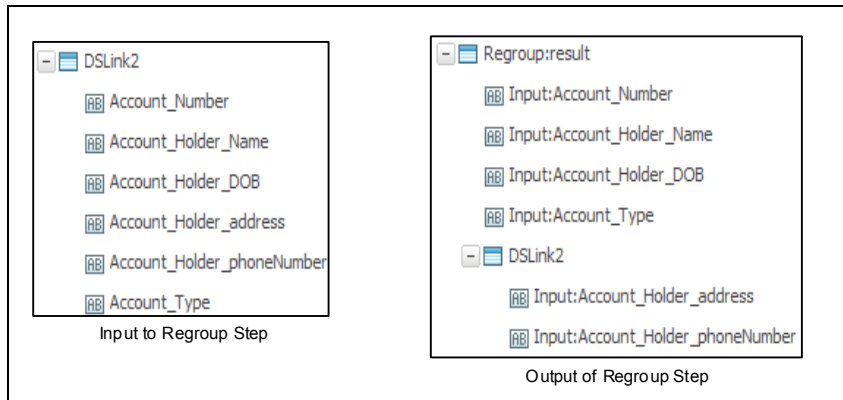 DSLink2
Account_Number
Account_Holder_Name
Account_Holder_DOB
Account_Holder_address
Account_Holder_phoneNumber
Account_Type
Input to Regroup Step
Regroup:result
Input:Account_Number
Input:Account_Holder_Name
Input:Account_Holder_DOB
Input:Account_Type
DSLink2
Input:Account_Holder_address
Input:Account_Holder_phoneNumber
Output of Regroup Step